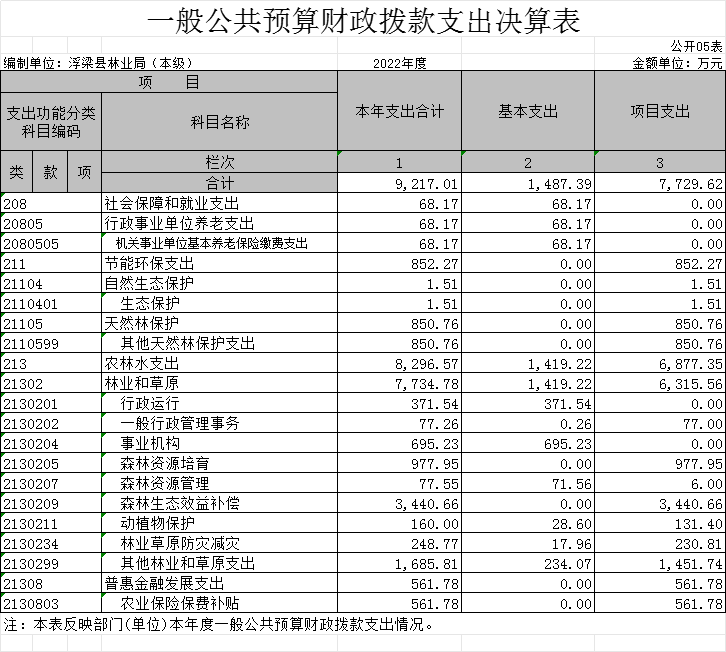 一般公共预算财政拨款支出决算表
公开05表
编制单位：浮梁县林业局（本级） 2022年度 金额单位：万元
项 目 本年支出合计 基本支出 项目支出
支出功能分类科目编码 科目名称
类 款 项 栏次 1 2 3
合计 9,217.01 1,487.39 7,729.62
208 社会保障和就业支出 68.17 68.17 0.00
20805 行政事业单位养老支出 68.17 68.17 0.00
2080505 机关事业单位基本养老保险缴费支出 68.17 68.17 0.00
211 节能环保支出 852.27 0.00 852.27
21104 自然生态保护 1.51 0.00 1.51
2110401 生态保护 1.51 0.00 1.51
21105 天然林保护 850.76 0.00 850.76
2110599 其他天然林保护支出 850.76 0.00 850.76
213 农林水支出 8,296.57 1,419.22 6,877.35
21302 林业和草原 7,734.78 1,419.22 6,315.56
2130201 行政运行 371.54 371.54 0.00
2130202 一般行政管理事务 77.26 0.26 77.00
2130204 事业机构 695.23 695.23 0.00
2130205 森林资源培育 977.95 0.00 977.95
2130207 森林资源管理 77.55 71.56 6.00
2130209 森林生态效益补偿 3,440.66 0.00 3,440.66
2130211 动植物保护 160.00 28.60 131.40
2130234 林业草原防灾减灾 248.77 17.96 230.81
2130299 其他林业和草原支出 1,685.81 234.07 1,451.74
21308 普惠金融发展支出 561.78 0.00 561.78
2130803 农业保险保费补贴 561.78 0.00 561.78
注：本表反映部门(单位)本年度一般公共预算财政拨款支出情况。